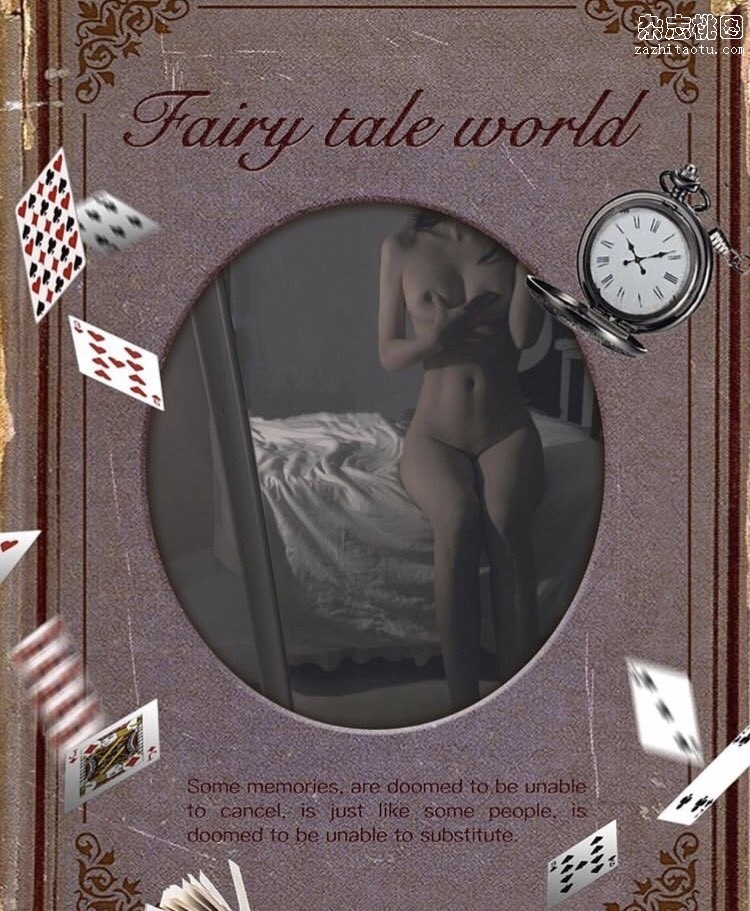 杂志桃图
zazhitaotu.com
Fairy tale world
Some memories, are doomed to be unable
to cancel, is just like some people, is
doomed to be unable to substitute.